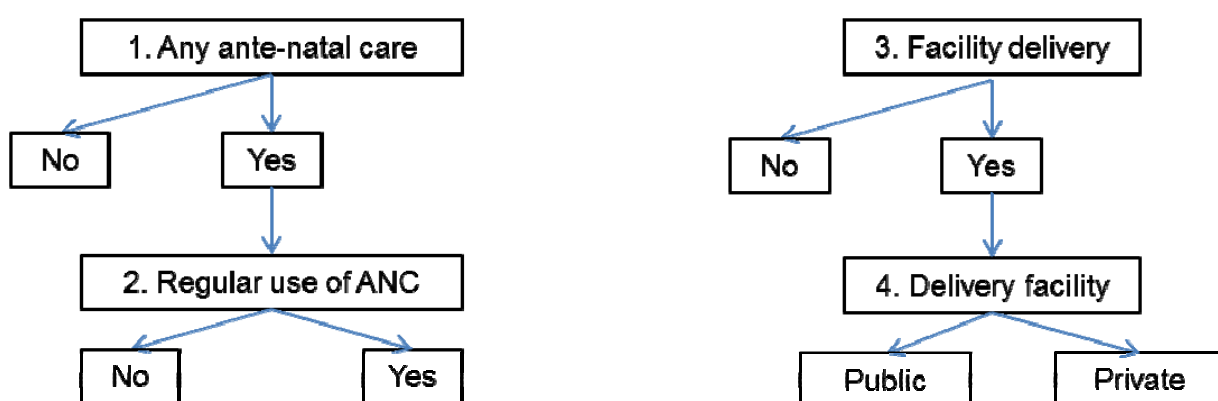 1. Any ante-natal care
No
Yes
2. Regular use of ANC
No
Yes
3. Facility delivery
No
Yes
4. Delivery facility
Public
Private